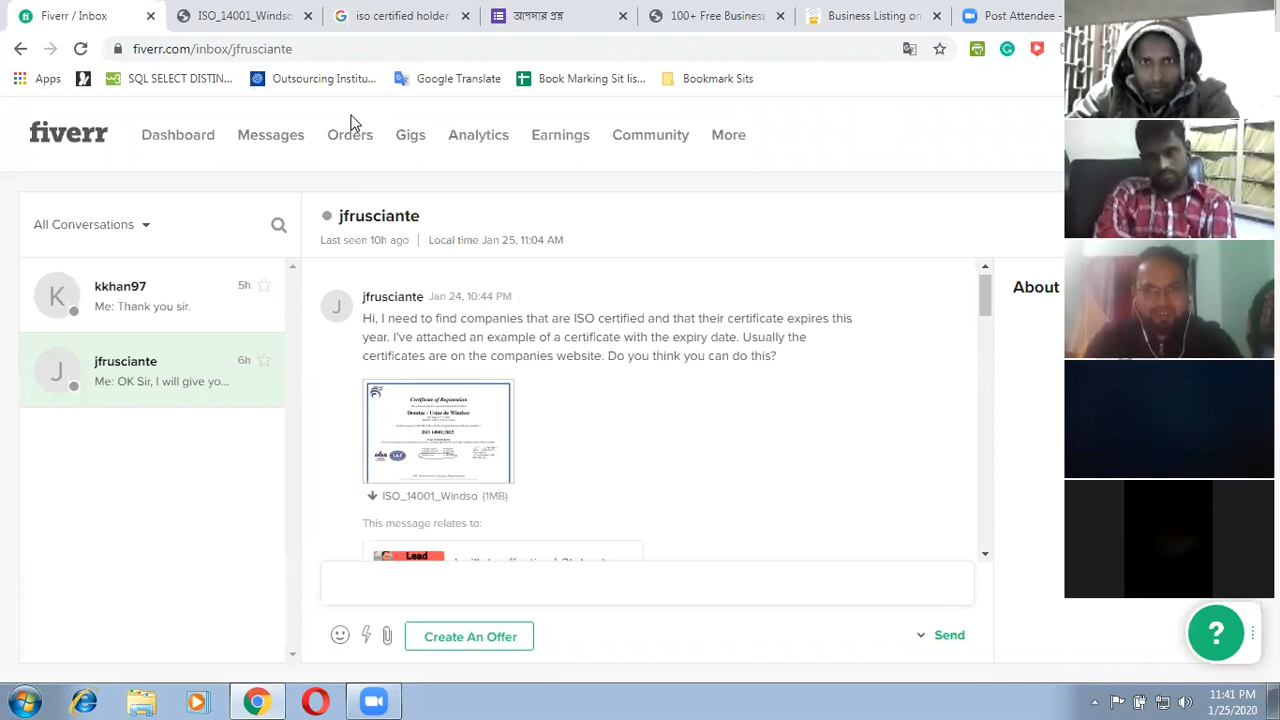 Fiverr / Inbox
ISO_14001_Windso
iso certified holder
আপনার প্রশ্ন
100+ Free Business
Business Listing on
Post Attendee -
fiverr.com/inbox/jfrusciante
Apps
SQL SELECT DISTIN...
Outsourcing Institu...
Google Translate
Book Marking Sit lis...
Bookmark Sits
fiverr
Dashboard
Messages
Orders
Gigs
Analytics
Earnings
Community
More
All Conversations
kkhan97
5h
Me: Thank you sir.
jfrusciante
6h
Me: OK Sir, I will give yo...
jfrusciante
Last seen 10h ago
Local time Jan 25, 11:04 AM
J jfrusciante Jan 24, 10:44 PM
Hi, I need to find companies that are ISO certified and that their certificate expires this
year. I've attached an example of a certificate with the expiry date. Usually the
certificates are on the companies website. Do you think you can do this?
Certificate of Registration
Domtar - Usine de Windsor
ISO 14001:2015
IAF
ISO_14001_Windso (1MB)
This message relates to:
Lead
About
Create An Offer
Send
?
11:41 PM
1/25/2020